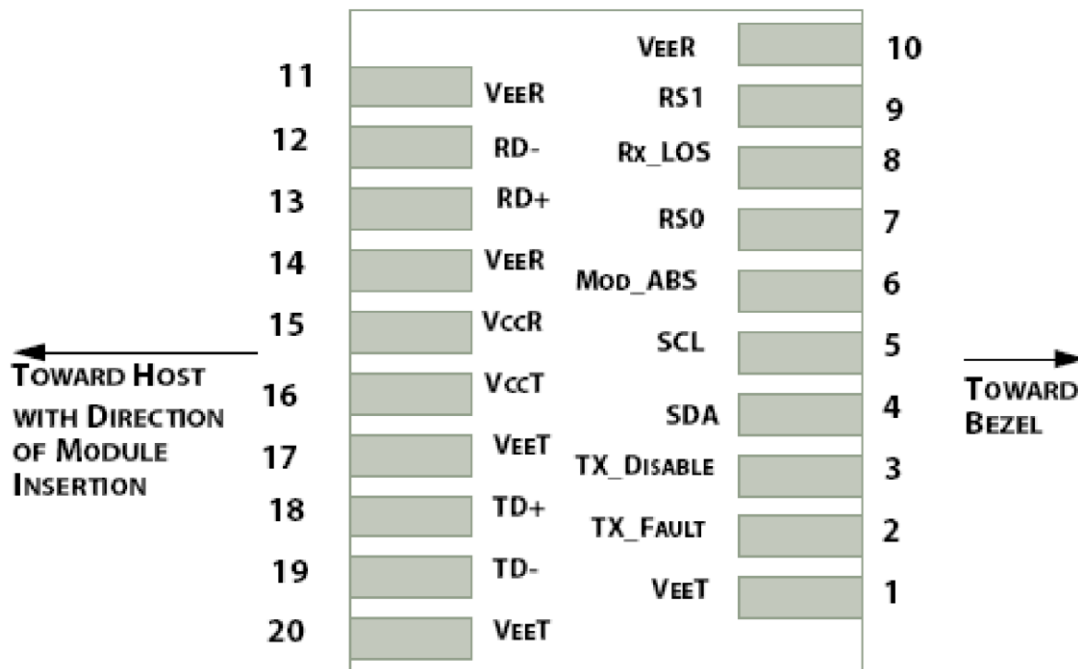 VEER 10
11 VEER
RS1 9
12 RD-
Rx_LOS 8
13 RD+
RS0 7
14 VEER
MOD_ABS 6
15 VCCR
SCL 5
TOWARD HOST
WITH DIRECTION
OF MODULE
INSERTION
16 VCCT
SDA 4
TOWARD
BEZEL
17 VEET
TX_DISABLE 3
18 TD+
TX_FAULT 2
19 TD-
VEET 1
20 VEET